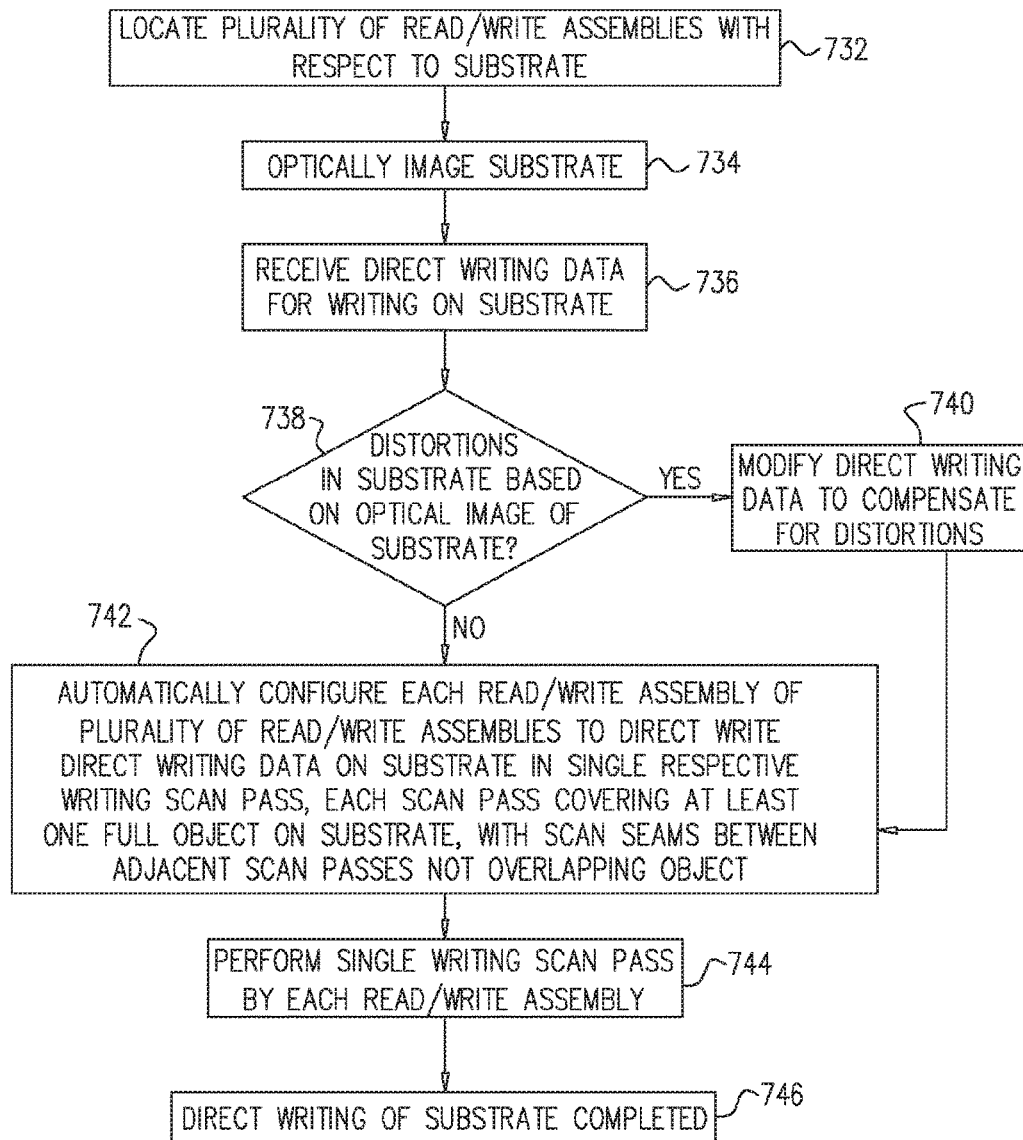 LOCATE PLURALITY OF READ/WRITE ASSEMBLIES WITH
RESPECT TO SUBSTRATE
732
OPTICALLY IMAGE SUBSTRATE
734
RECEIVE DIRECT WRITING DATA
FOR WRITING ON SUBSTRATE
736
738
DISTORTIONS
IN SUBSTRATE BASED
ON OPTICAL IMAGE OF
SUBSTRATE?
YES
740
MODIFY DIRECT WRITING
DATA TO COMPENSATE
FOR DISTORTIONS
NO
742
AUTOMATICALLY CONFIGURE EACH READ/WRITE ASSEMBLY OF
PLURALITY OF READ/WRITE ASSEMBLIES TO DIRECT WRITE
DIRECT WRITING DATA ON SUBSTRATE IN SINGLE RESPECTIVE
WRITING SCAN PASS, EACH SCAN PASS COVERING AT LEAST
ONE FULL OBJECT ON SUBSTRATE, WITH SCAN SEAMS BETWEEN
ADJACENT SCAN PASSES NOT OVERLAPPING OBJECT
PERFORM SINGLE WRITING SCAN PASS
BY EACH READ/WRITE ASSEMBLY
744
DIRECT WRITING OF SUBSTRATE COMPLETED
746